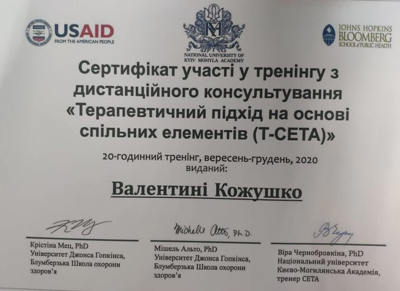 USAID
FROM THE AMERICAN PEOPLE
NATIONAL UNIVERSITY OF
KYIV MOHYLA ACADEMY
JOHNS HOPKINS
BLOOMBERG
SCHOOL of PUBLIC HEALTH
Сертифікат участі у тренінгу з
дистанційного консультування
«Терапевтичний підхід на основі
спільних елементів (Т-СЕТА)»
20-годинний тренінг, вересень-грудень, 2020
виданий:
Валентині Кожушко
Крістіна Мец, PhD
Університет Джонса Гопкінса,
Блумберзька Школа охорони
здоров'я
Мішель Альто, PhD
Університет Джонса Гопкінса,
Блумберзька Школа охорони
здоров'я
Віра Чернобровкіна, PhD
Національний університет
Києво-Могилянська Академія,
тренер СЕТА